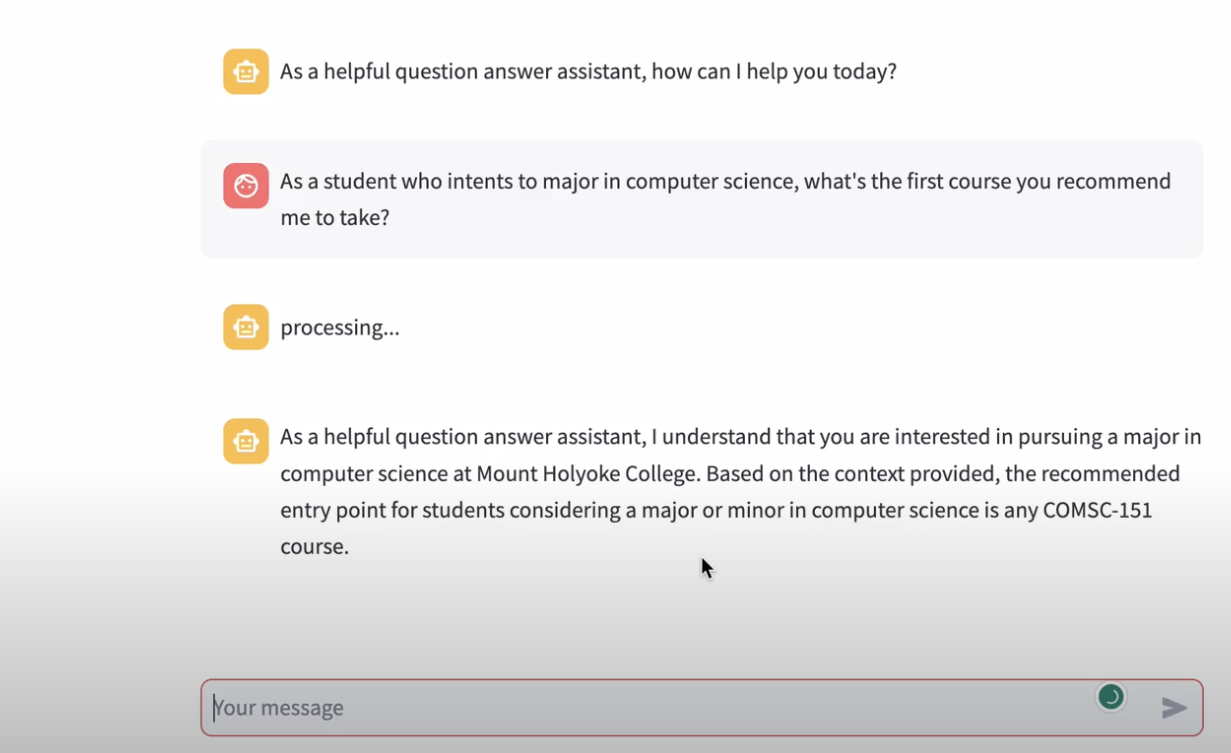 As a helpful question answer assistant, how can I help you today?
As a student who intents to major in computer science, what's the first course you recommend
me to take?
processing...
As a helpful question answer assistant, I understand that you are interested in pursuing a major in
computer science at Mount Holyoke College. Based on the context provided, the recommended
entry point for students considering a major or minor in computer science is any COMSC-151
course.
Your message